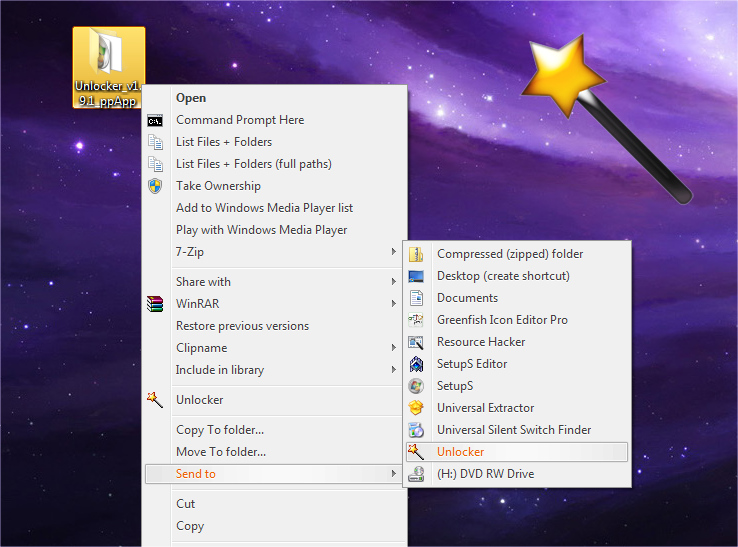 Unlocker_v1.
9.1_ppApp
Open
C:\.
Command Prompt Here
List Files + Folders
List Files + Folders (full paths)
Take Ownership
Add to Windows Media Player list
Play with Windows Media Player
7-Zip
Share with
WinRAR
Restore previous versions
Clipname
Include in library
Unlocker
Copy To folder...
Move To folder...
Send to
Cut
Copy
Compressed (zipped) folder
Desktop (create shortcut)
Documents
Greenfish Icon Editor Pro
Resource Hacker
SetupS Editor
SetupS
Universal Extractor
Universal Silent Switch Finder
Unlocker
(H:) DVD RW Drive